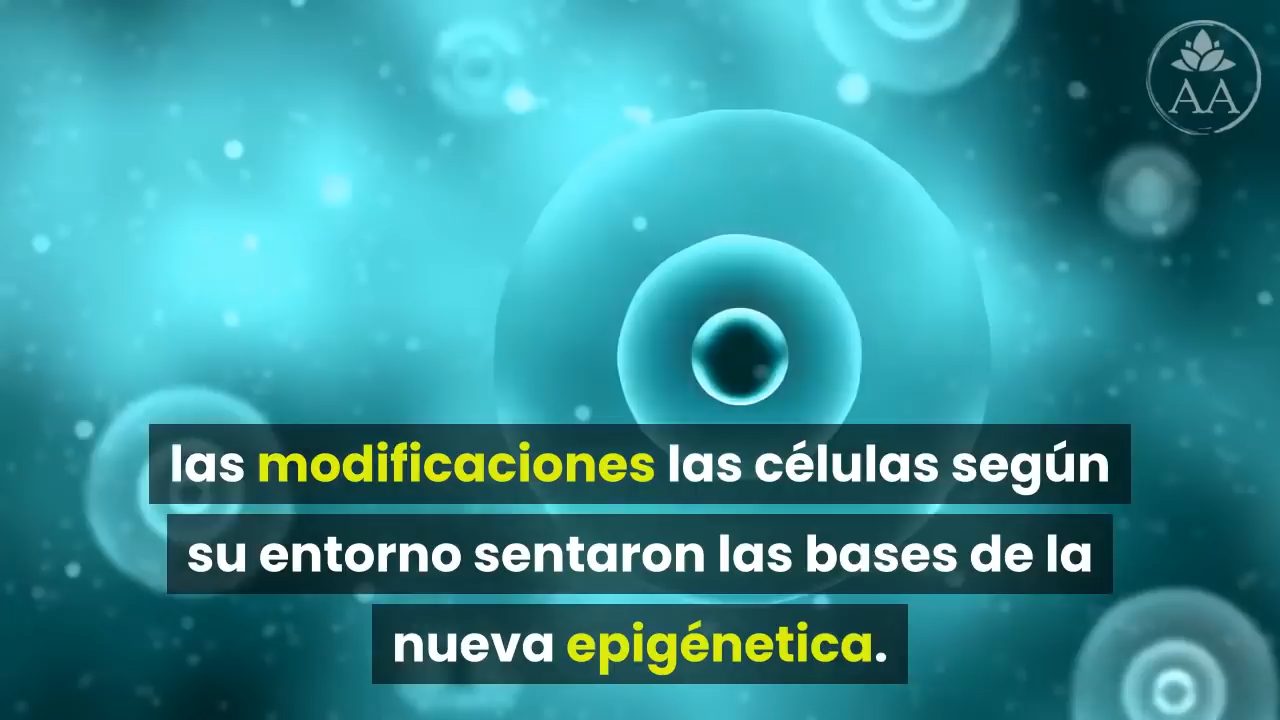 AA
las modificaciones las células según
su entorno sentaron las bases de la
nueva epigénetica.